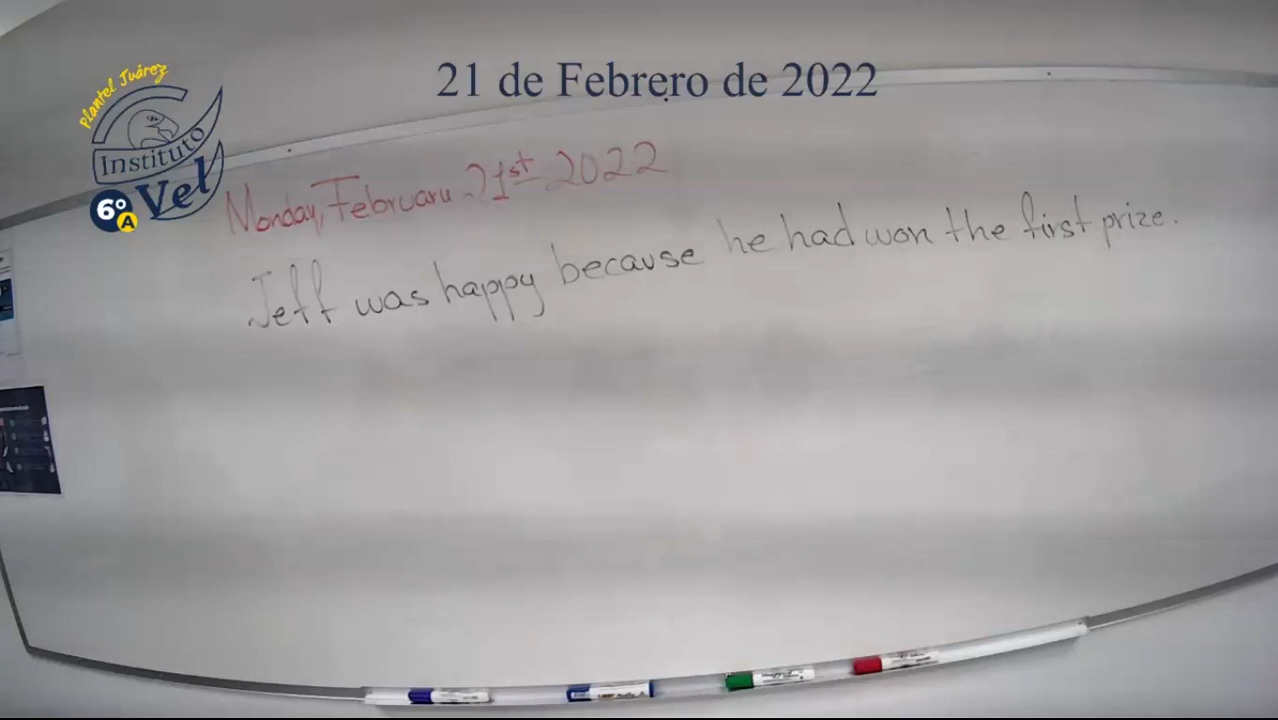 21 de Febrero de 2022
Plantel Juárez
Instituto
Vel
6º
A
Monday, February 21st 2022
Jeff was happy because he had won the first prize.